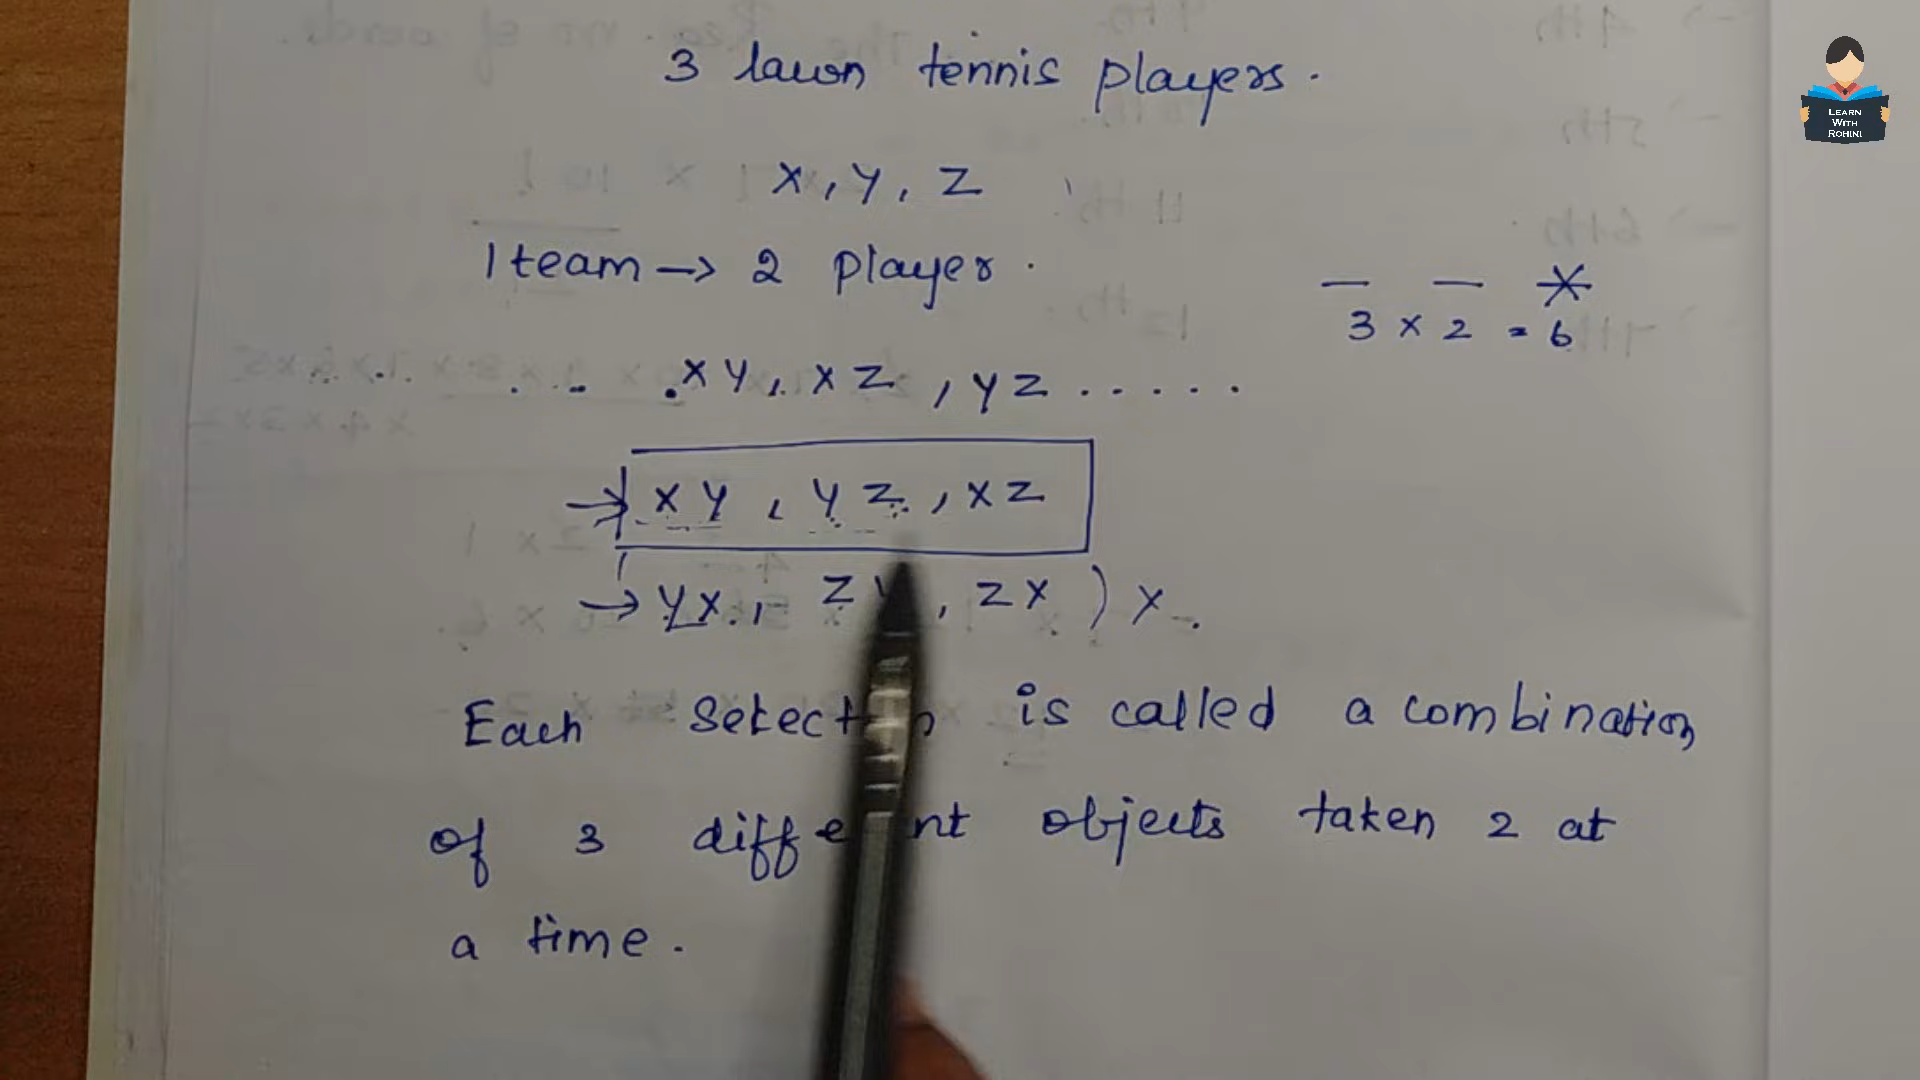 3 lawn tennis players.
LEARN
WITH
ROHINI
X, Y, Z
1 team → 2 player.
3 × 2 = 6
. XY, XZ, YZ .....
→ XY, YZ, XZ
→ YX, ZY, ZX ) X
Each is called a combination
of 3 different objects taken 2 at
a time.